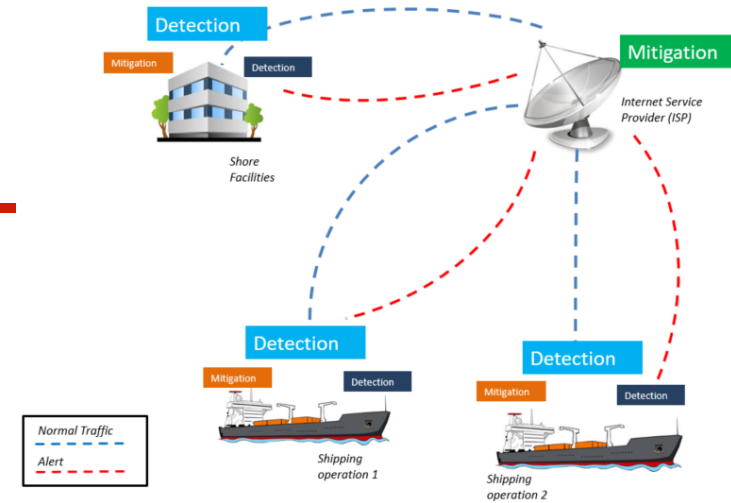 Detection
Mitigation
Detection
Shore
Facilities
Mitigation
Internet Service
Provider (ISP)
Detection
Mitigation
Detection
Shipping
operation 1
Detection
Mitigation
Detection
Shipping
operation 2
Normal Traffic
Alert